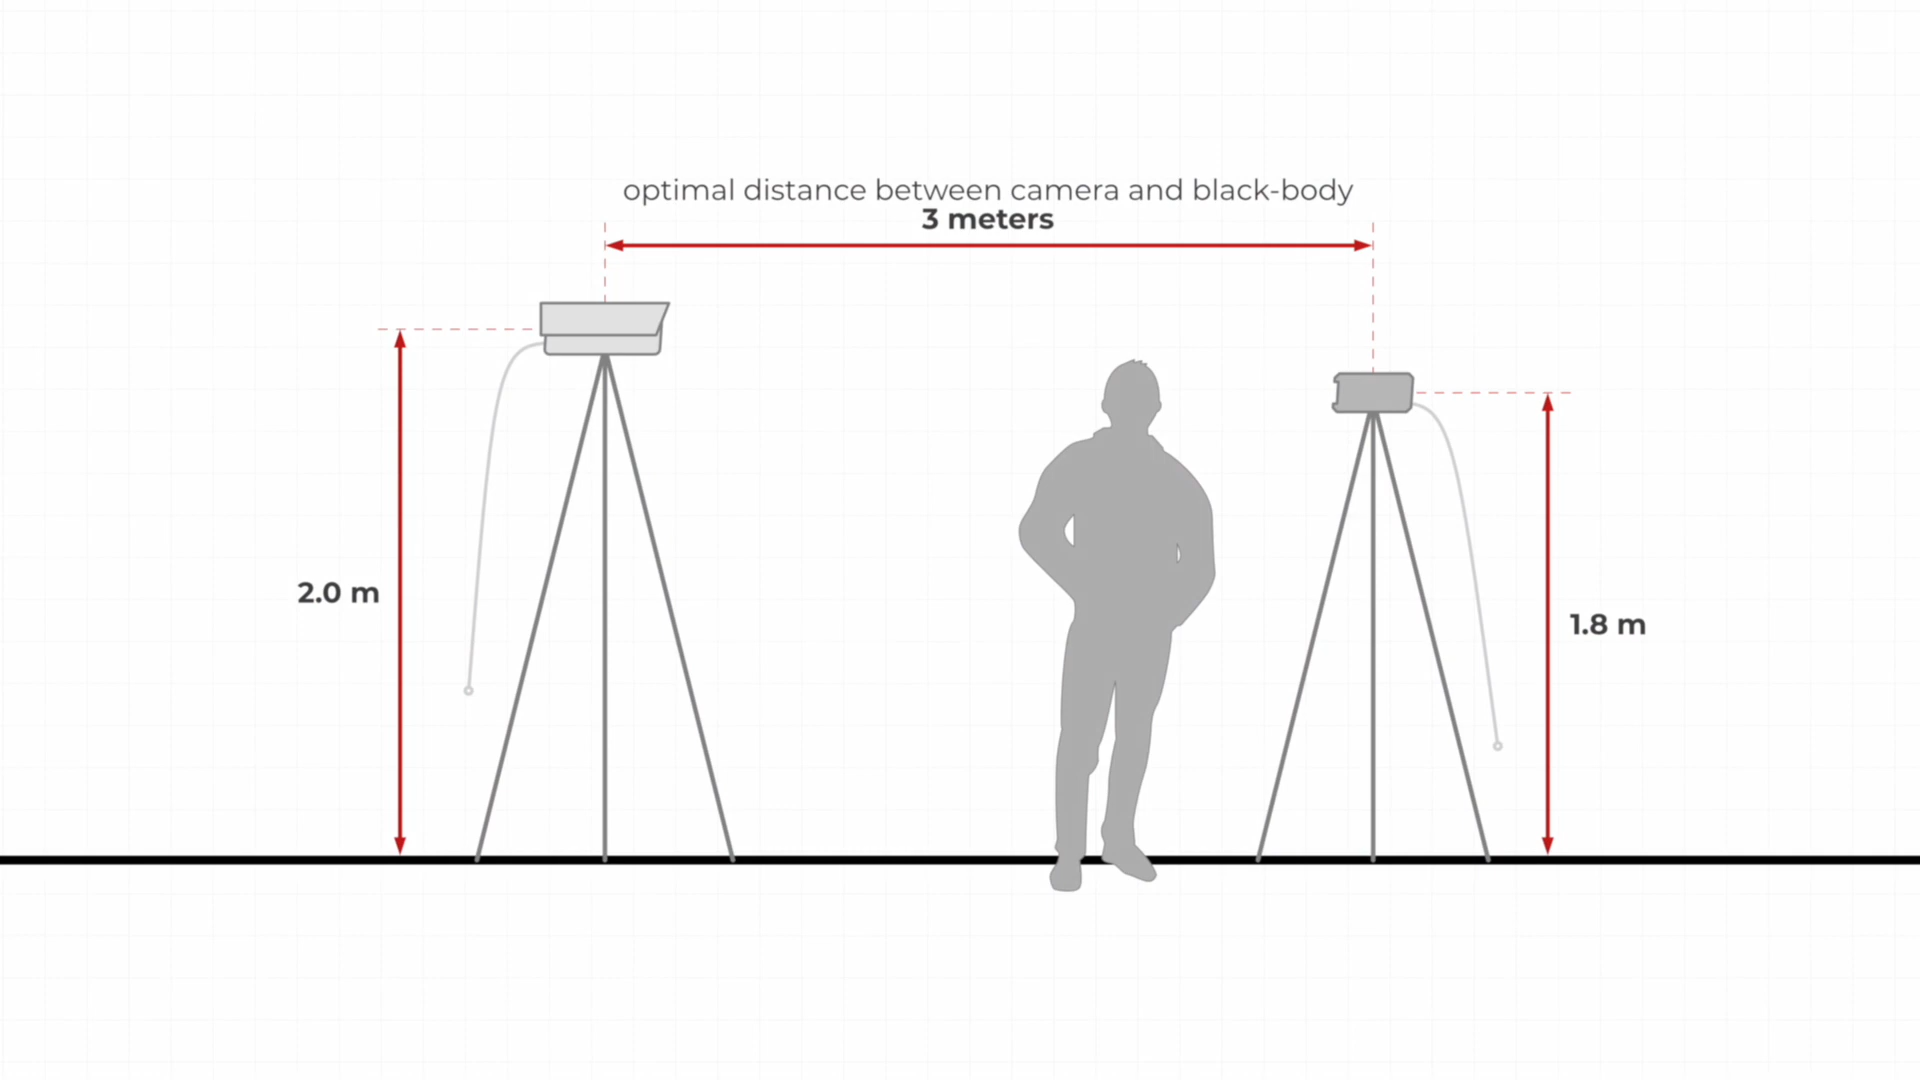 optimal distance between camera and black-body
3 meters
2.0 m
1.8 m